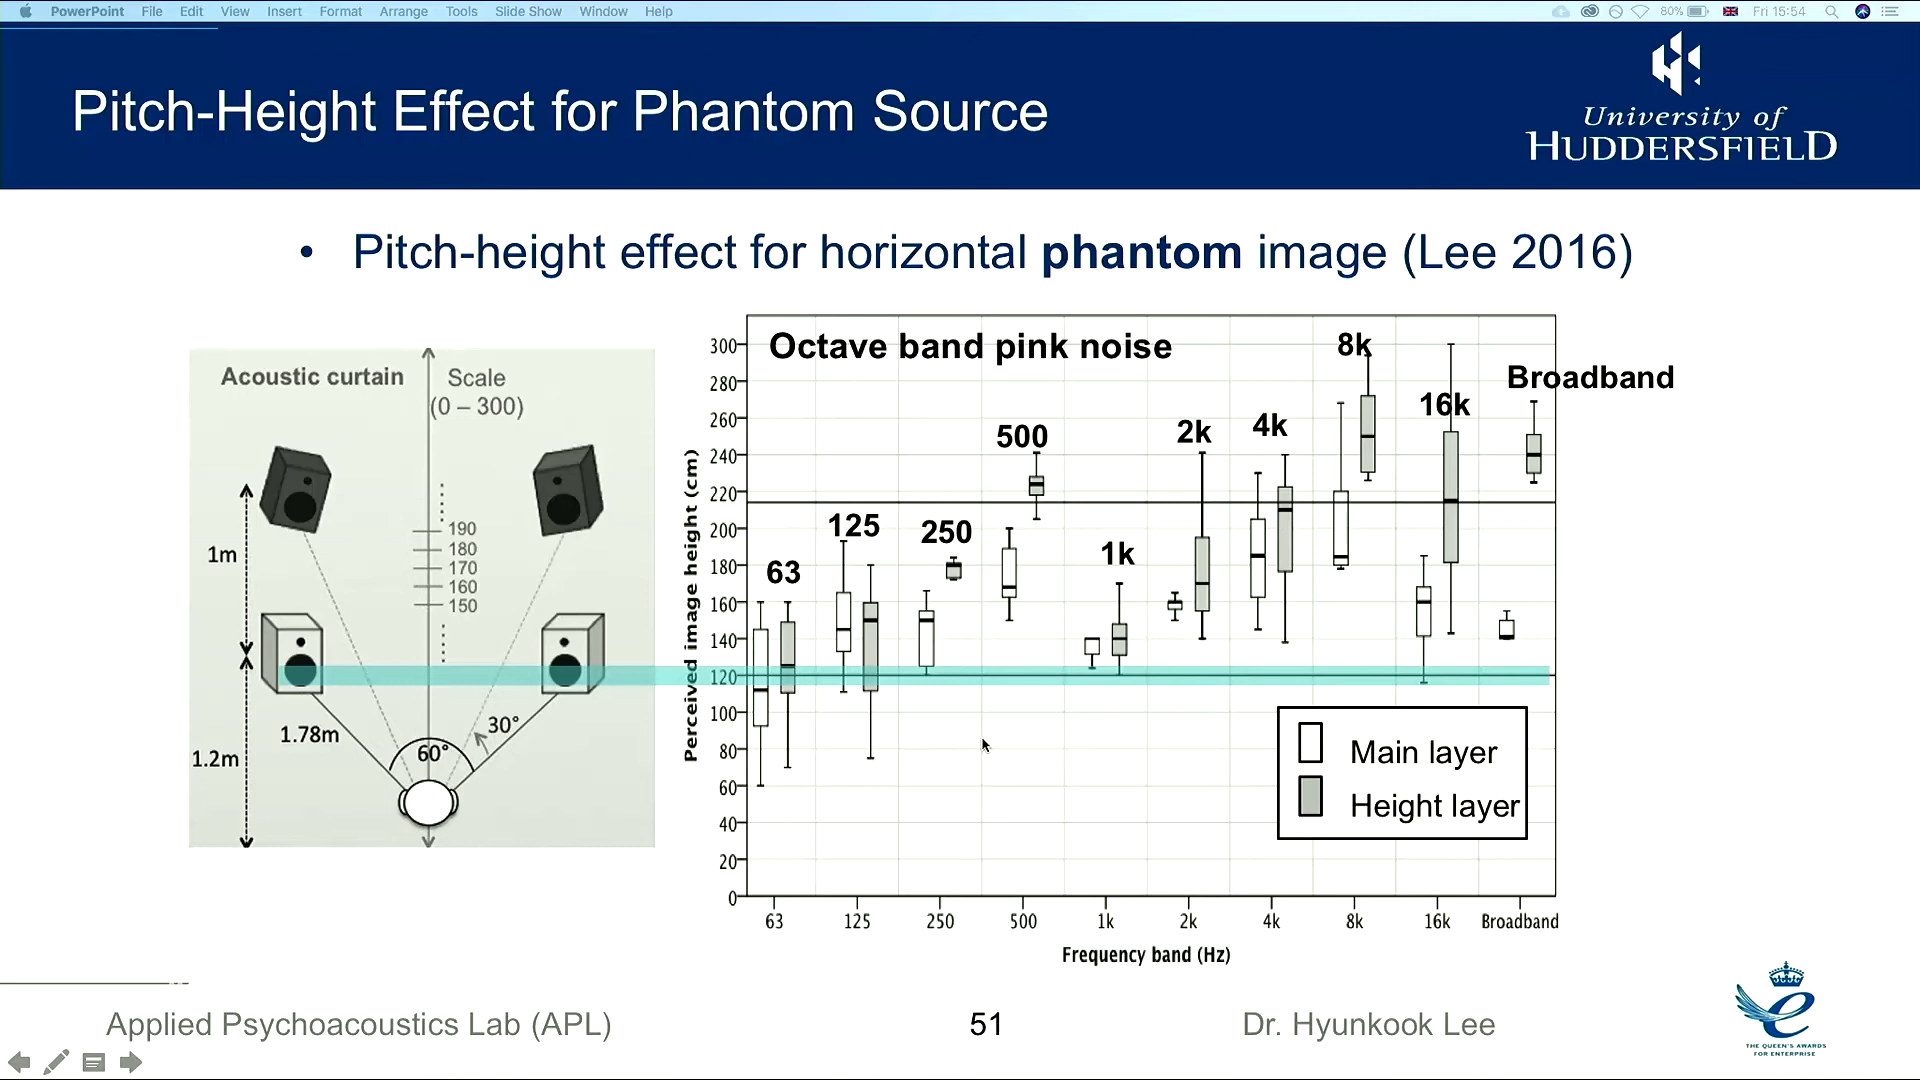 PowerPoint File Edit View Insert Format Arrange Tools Slide Show Window Help 80% Fri 15:54
Pitch-Height Effect for Phantom Source
University of
HUDDERSFIELD
• Pitch-height effect for horizontal phantom image (Lee 2016)
Acoustic curtain
Scale
(0 – 300)
190
180
170
160
150
1m
1.2m
1.78m
60°
30°
Octave band pink noise
Perceived image height (cm)
300
280
260
240
220
200
180
160
140
120
100
80
60
40
20
0
63
125
250
500
1k
2k
4k
8k
16k
Broadband
Main layer
Height layer
63 125 250 500 1k 2k 4k 8k 16k Broadband
Frequency band (Hz)
Applied Psychoacoustics Lab (APL)
51
Dr. Hyunkook Lee
THE QUEEN'S AWARDS
FOR ENTERPRISE